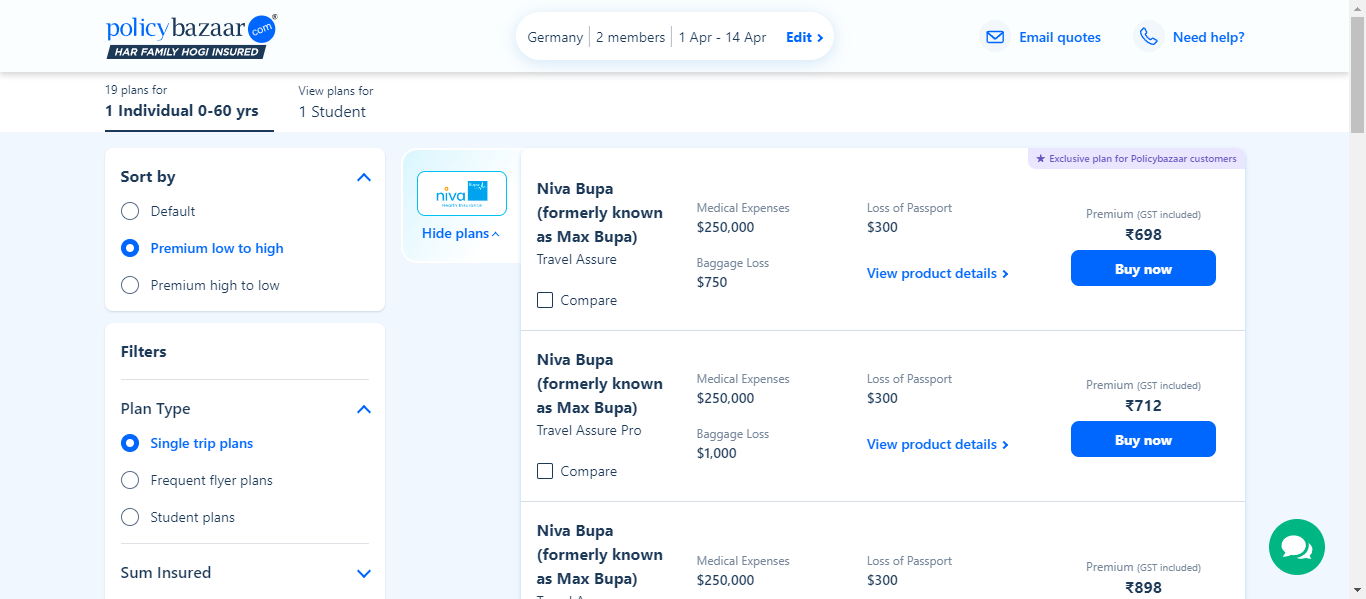 policybazaar.com®
HAR FAMILY HOGI INSURED
Germany
2 members
1 Apr - 14 Apr
Edit
Email quotes
Need help?
19 plans for
1 Individual 0-60 yrs
View plans for
1 Student
Sort by
Default
Premium low to high
Premium high to low
Filters
Plan Type
Single trip plans
Frequent flyer plans
Student plans
Sum Insured
niva Bupa
Hide plans
Exclusive plan for Policybazaar customers
Niva Bupa
(formerly known
as Max Bupa)
Travel Assure
Compare
Medical Expenses
$250,000
Baggage Loss
$750
Loss of Passport
$300
View product details
Premium (GST included)
₹698
Buy now
Niva Bupa
(formerly known
as Max Bupa)
Travel Assure Pro
Compare
Medical Expenses
$250,000
Baggage Loss
$1,000
Loss of Passport
$300
View product details
Premium (GST included)
₹712
Buy now
Niva Bupa
(formerly known
as Max Bupa)
Medical Expenses
$250,000
Loss of Passport
$300
Premium (GST included)
₹898